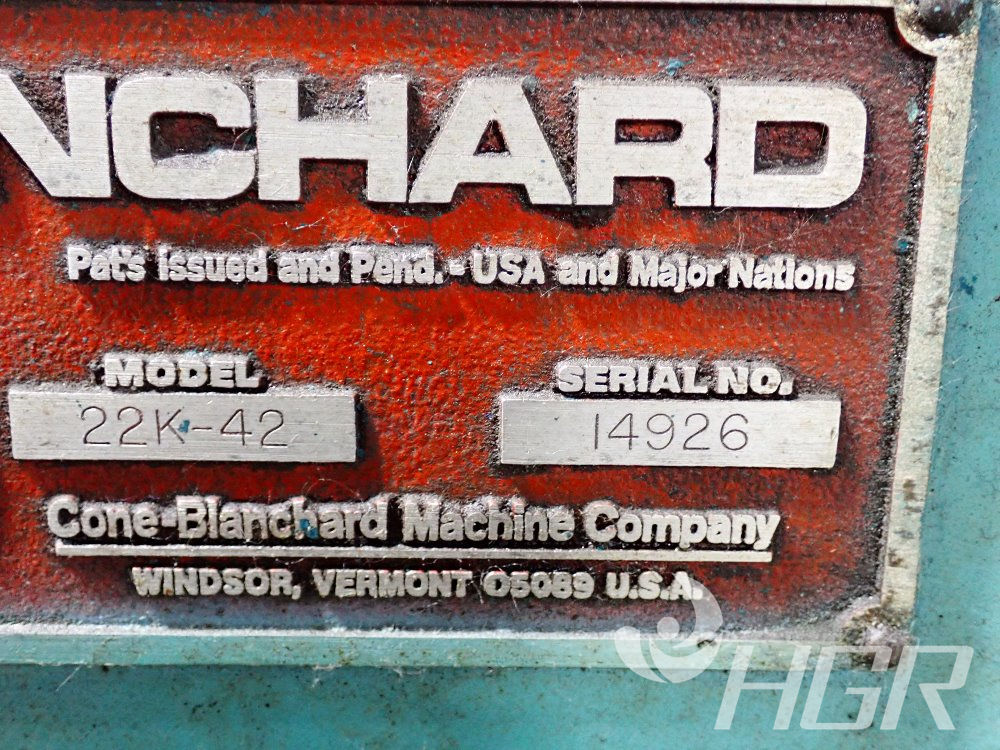 NCHARD
Pat's Issued and Pend. - USA and Major Nations
MODEL SERIAL NO.
22K-42 14926
Cone-Blanchard Machine Company
WINDSOR, VERMONT 05089 U.S.A.
HGR